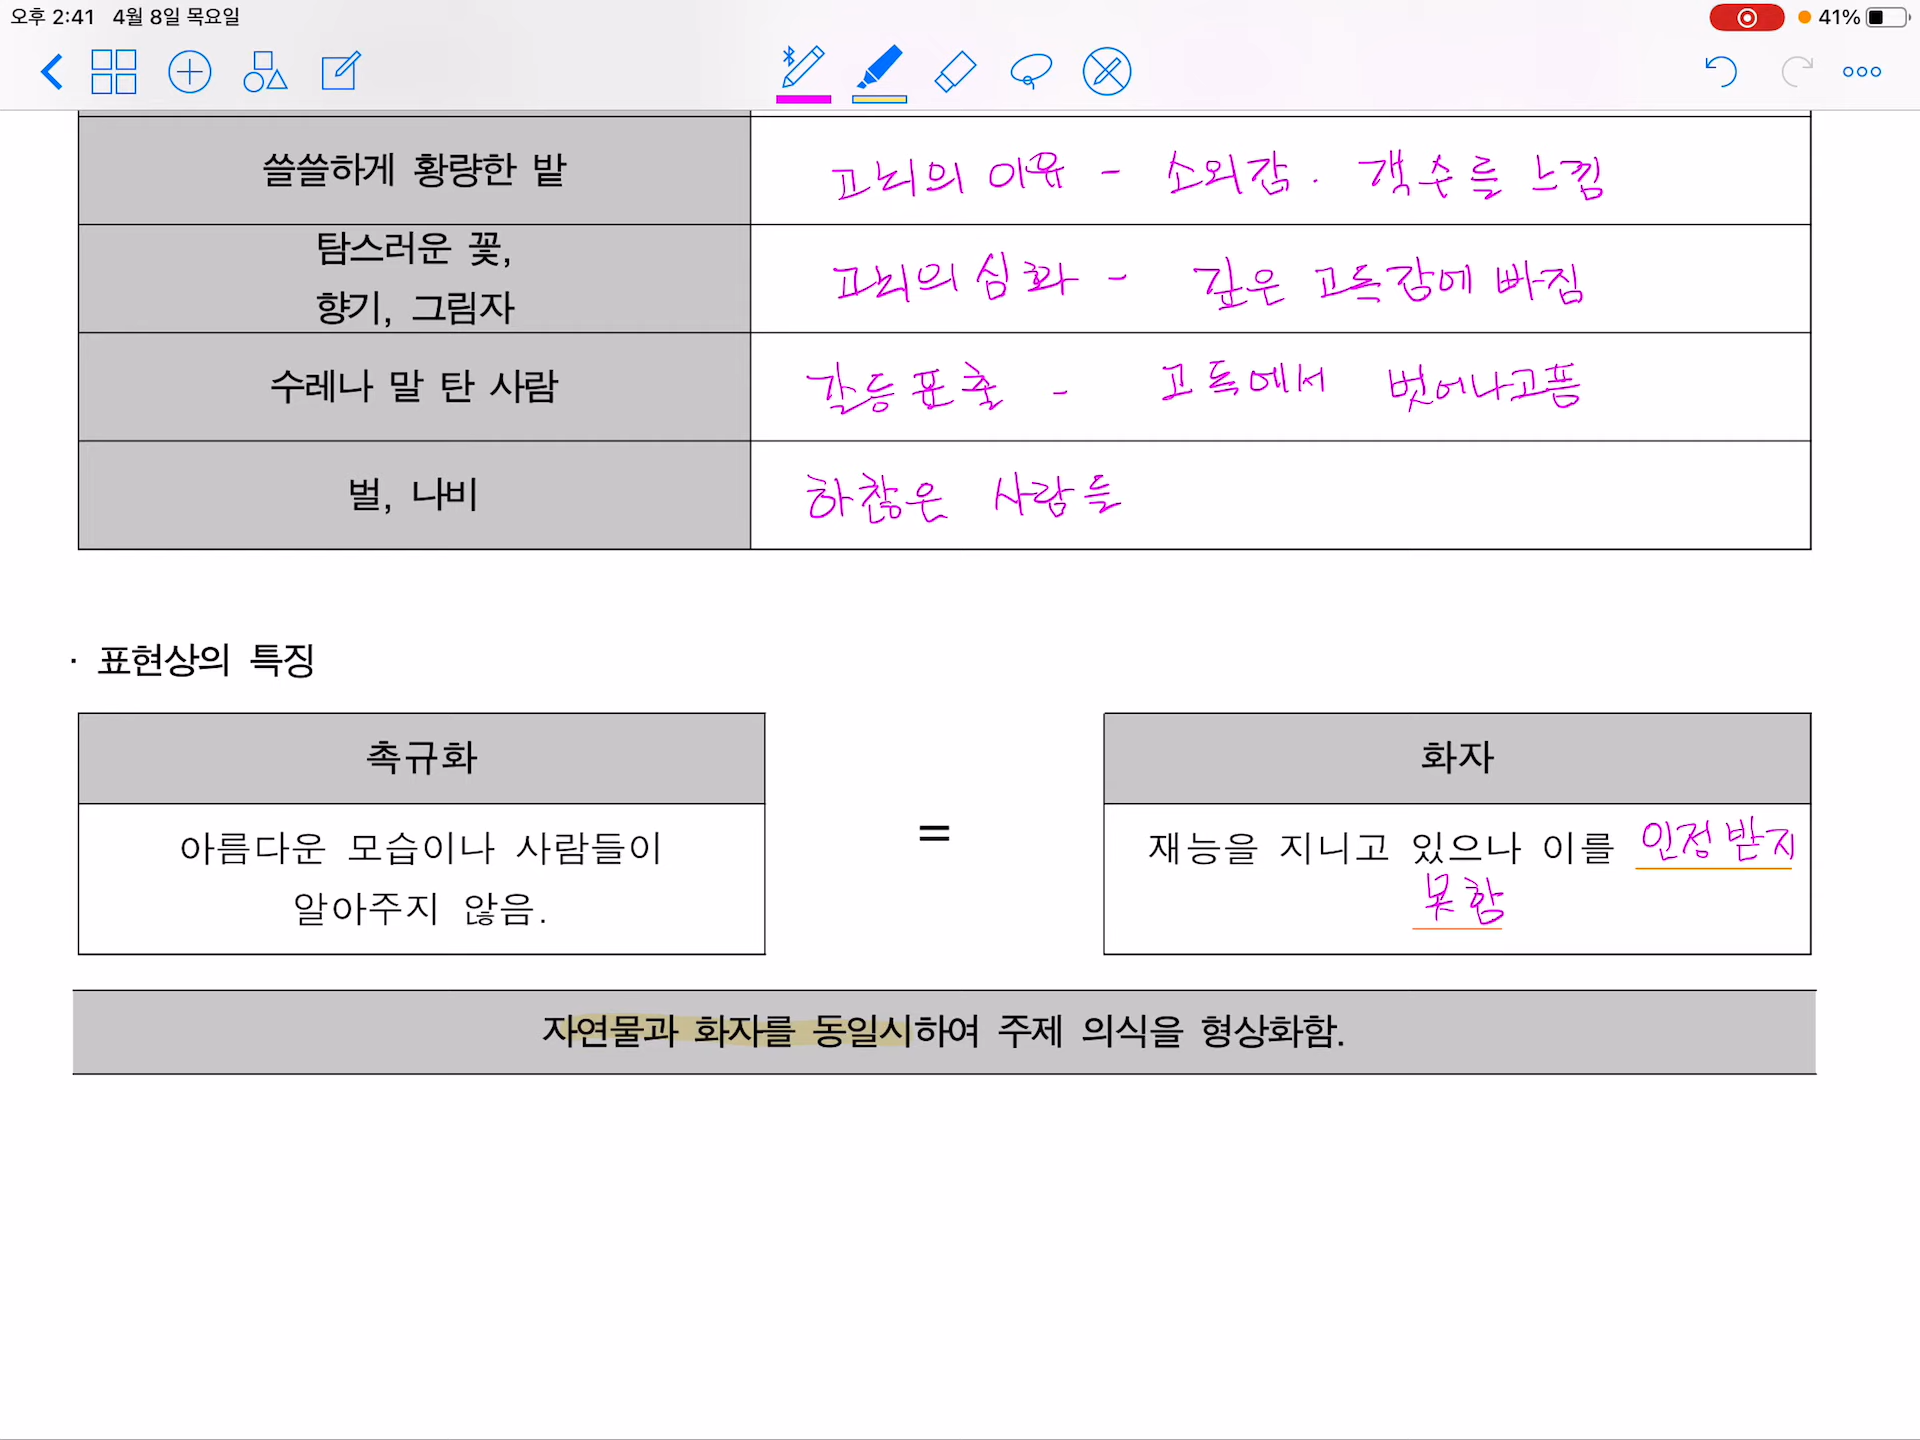 오후 2:41 4월 8일 목요일
41%
쓸쓸하게 황량한 밭
고뇌의 이유 - 소외감. 객수를 느낌
탐스러운 꽃,
향기, 그림자
고뇌의 심화 - 깊은 고독감에 빠짐
수레나 말 탄 사람
갈등 표출 - 고독에서 벗어나고픔
벌, 나비
하찮은 사람들
· 표현상의 특징
촉규화
아름다운 모습이나 사람들이
알아주지 않음.
=
화자
재능을 지니고 있으나 이를 인정받지
못함
자연물과 화자를 동일시하여 주제 의식을 형상화함.